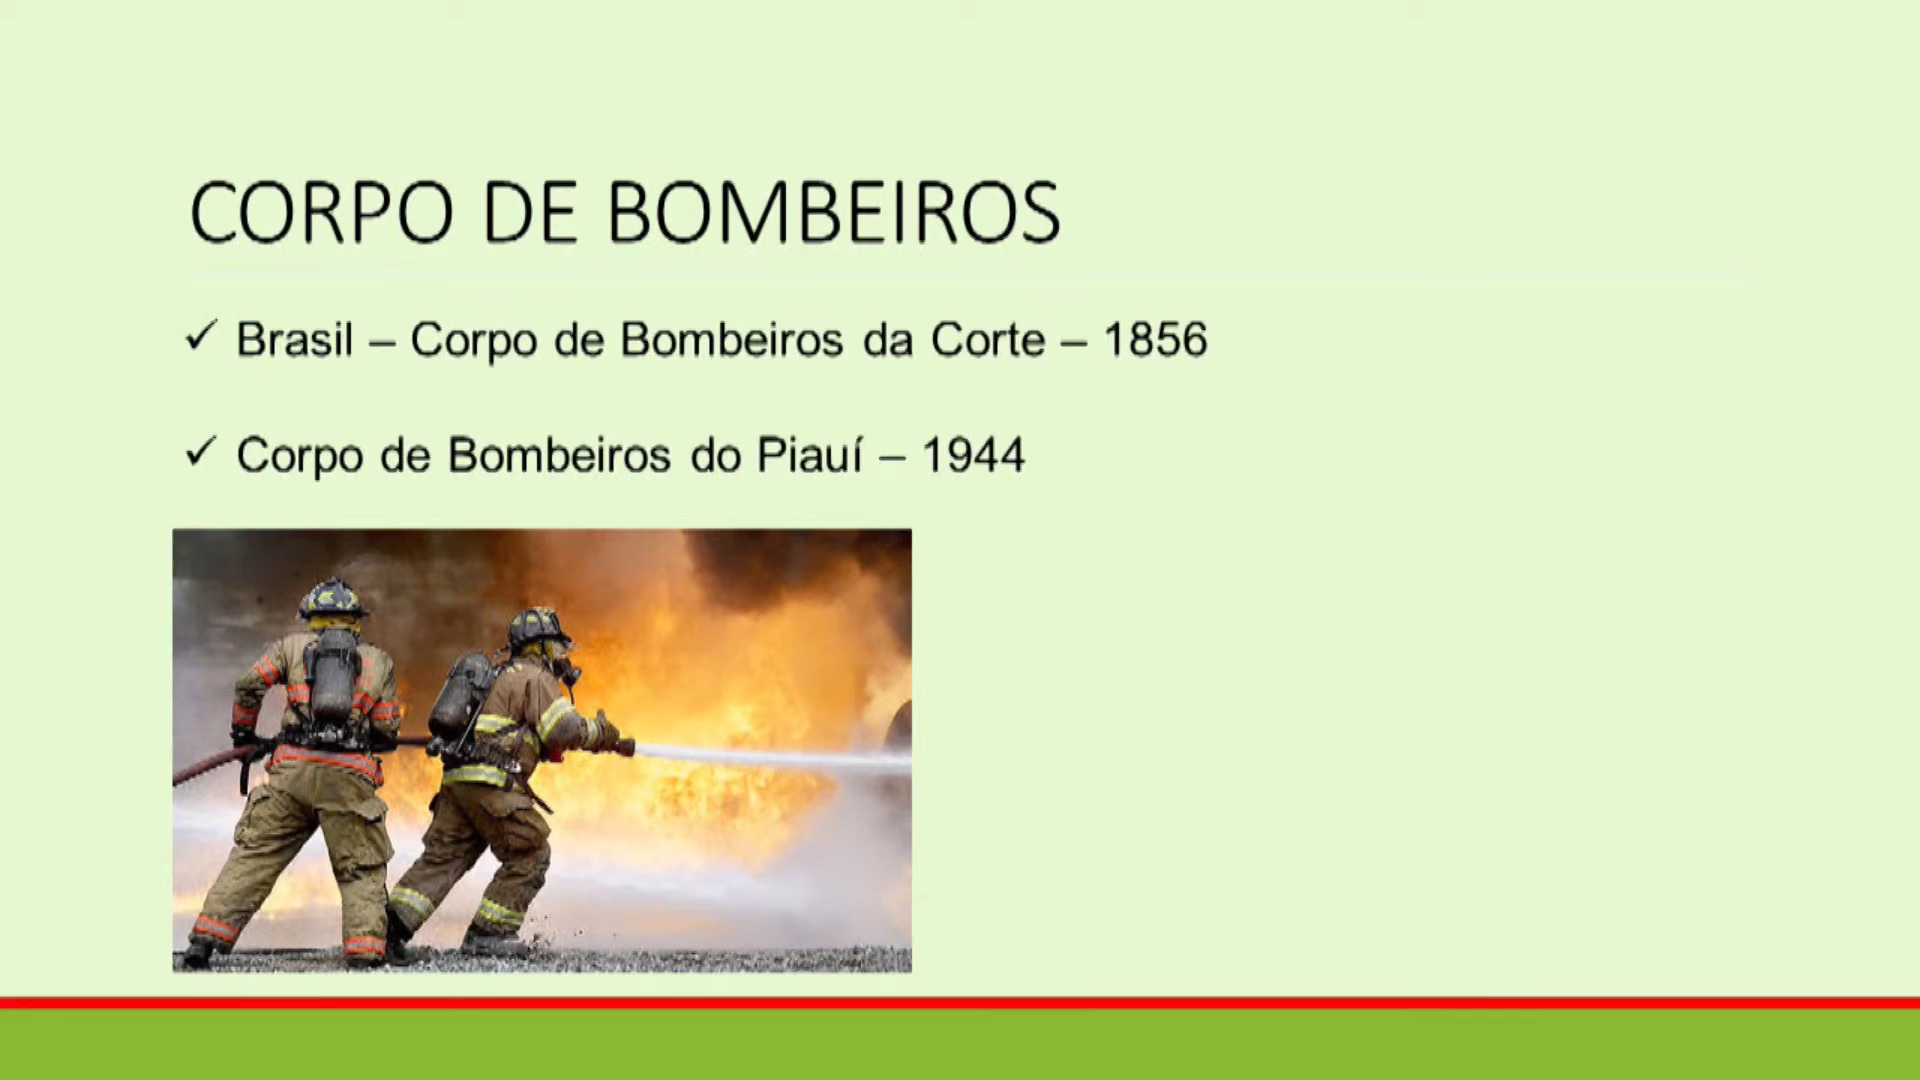 CORPO DE BOMBEIROS
✓ Brasil – Corpo de Bombeiros da Corte – 1856
✓ Corpo de Bombeiros do Piauí – 1944